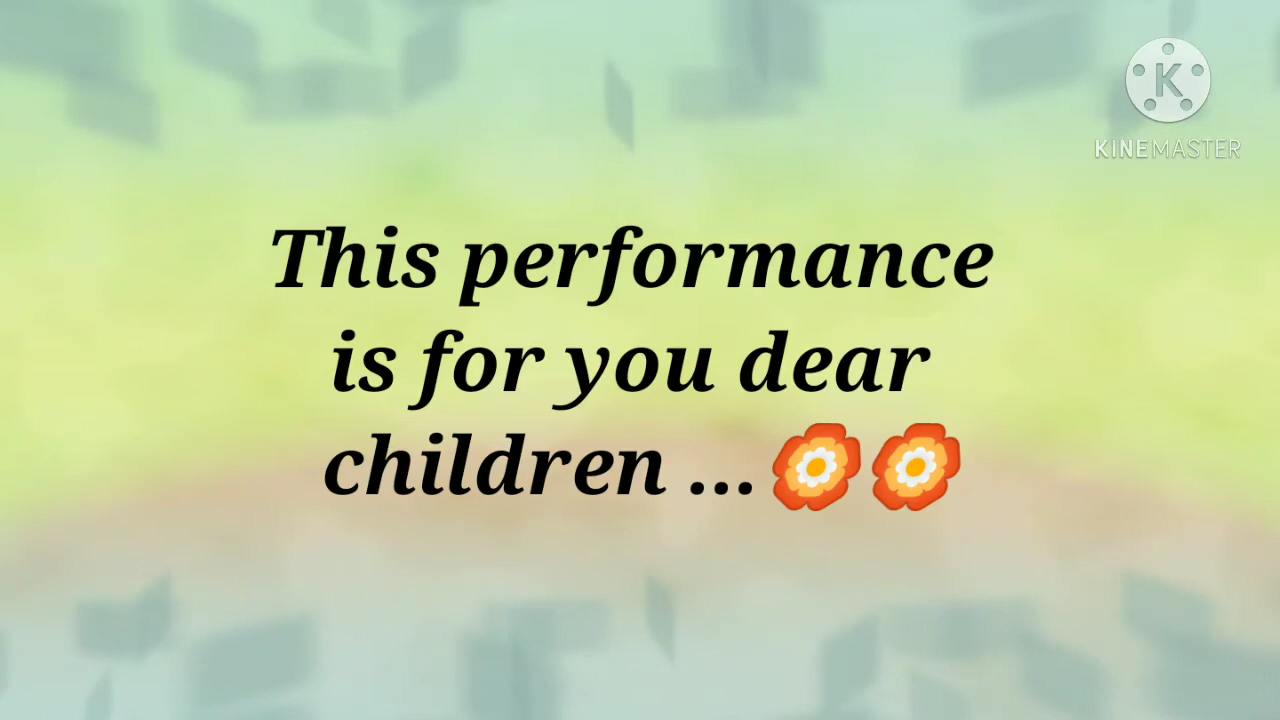 KINEMASTER
This performance
is for you dear
children ...🏵️🏵️